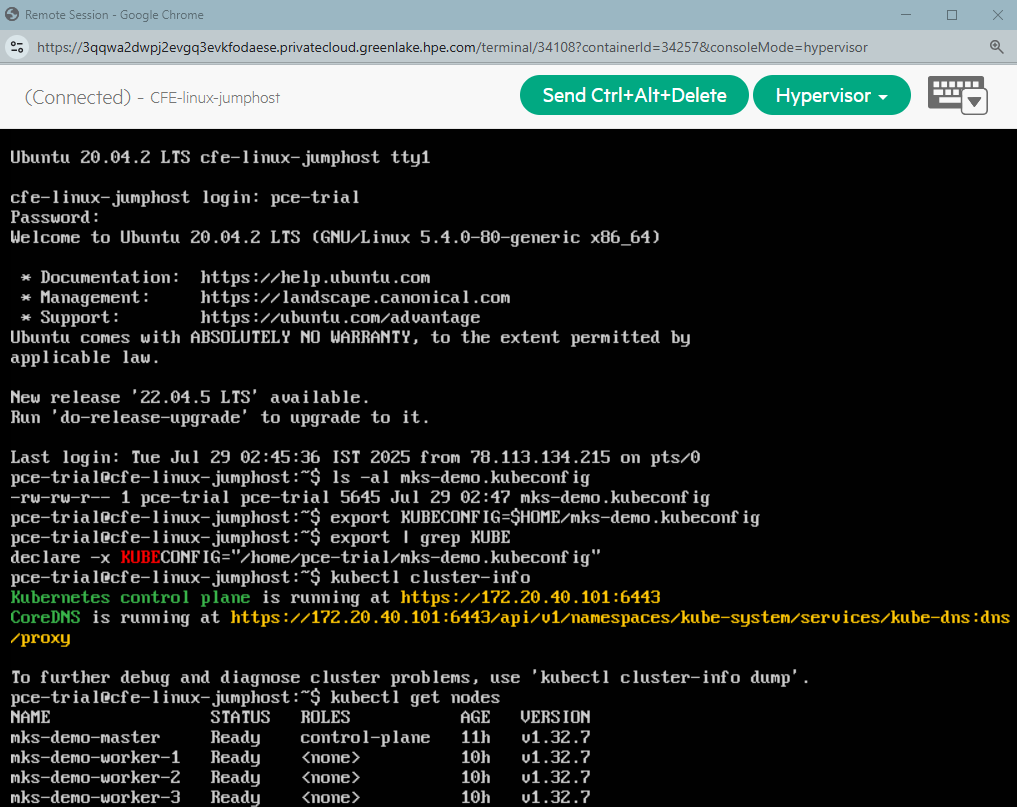 Remote Session - Google Chrome
https://3qqwa2dwpj2evgq3evkfodaese.privatecloud.greenlake.hpe.com/terminal/34108?containerId=34257&consoleMode=hypervisor
(Connected) - CFE-linux-jumphost
Send Ctrl+Alt+Delete
Hypervisor
Ubuntu 20.04.2 LTS cfe-linux-jumphost tty1
cfe-linux-jumphost login: pce-trial
Password:
Welcome to Ubuntu 20.04.2 LTS (GNU/Linux 5.4.0-80-generic x86_64)
* Documentation:  https://help.ubuntu.com
* Management:     https://landscape.canonical.com
* Support:        https://ubuntu.com/advantage
Ubuntu comes with ABSOLUTELY NO WARRANTY, to the extent permitted by
applicable law.
New release '22.04.5 LTS' available.
Run 'do-release-upgrade' to upgrade to it.
Last login: Tue Jul 29 02:45:36 IST 2025 from 78.113.134.215 on pts/0
pce-trial@cfe-linux-jumphost:~$ ls -al mks-demo.kubeconfig
-rw-rw-r-- 1 pce-trial pce-trial 5645 Jul 29 02:47 mks-demo.kubeconfig
pce-trial@cfe-linux-jumphost:~$ export KUBECONFIG=$HOME/mks-demo.kubeconfig
pce-trial@cfe-linux-jumphost:~$ export | grep KUBE
declare -x KUBECONFIG="/home/pce-trial/mks-demo.kubeconfig"
pce-trial@cfe-linux-jumphost:~$ kubectl cluster-info
Kubernetes control plane is running at https://172.20.40.101:6443
CoreDNS is running at https://172.20.40.101:6443/api/v1/namespaces/kube-system/services/kube-dns:dns
/proxy
To further debug and diagnose cluster problems, use 'kubectl cluster-info dump'.
pce-trial@cfe-linux-jumphost:~$ kubectl get nodes
NAME                STATUS   ROLES           AGE   VERSION
mks-demo-master     Ready    control-plane   11h   v1.32.7
mks-demo-worker-1   Ready    <none>          10h   v1.32.7
mks-demo-worker-2   Ready    <none>          10h   v1.32.7
mks-demo-worker-3   Ready    <none>          10h   v1.32.7